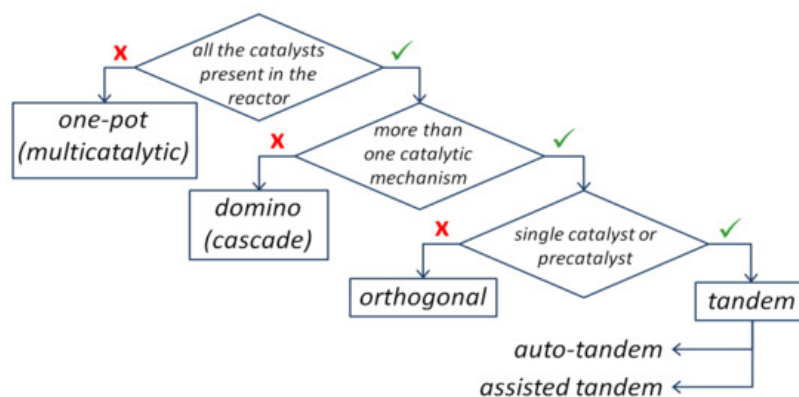 all the catalysts
present in the
reactor
X
✓
one-pot
(multicatalytic)
more than
one catalytic
mechanism
X
✓
domino
(cascade)
single catalyst or
precatalyst
X
✓
orthogonal
tandem
auto-tandem
assisted tandem